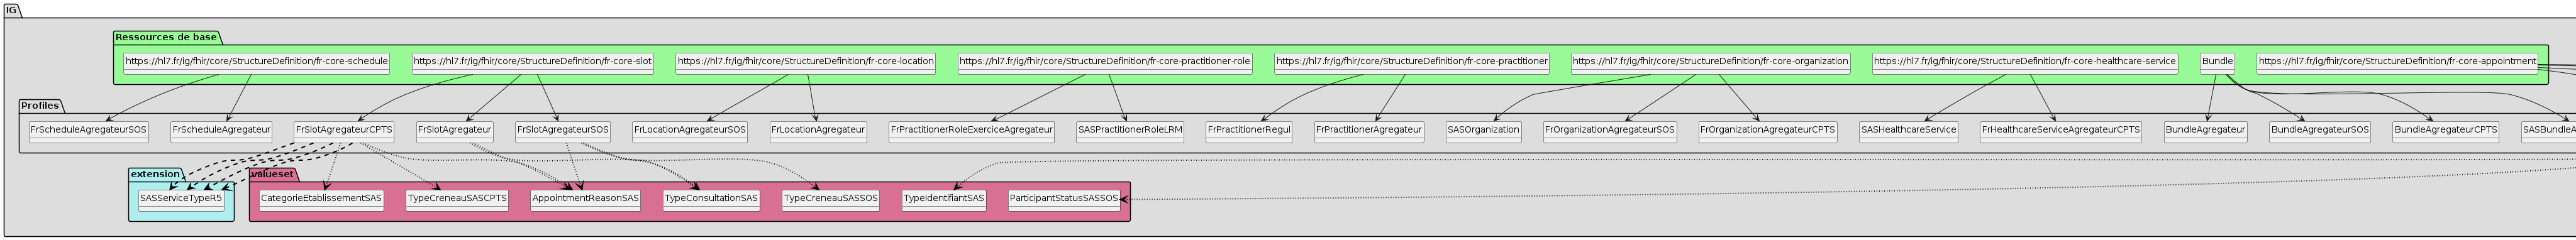 IG
Ressources de base
https://hl7.fr/ig/fhir/core/StructureDefinition/fr-core-schedule
https://hl7.fr/ig/fhir/core/StructureDefinition/fr-core-slot
https://hl7.fr/ig/fhir/core/StructureDefinition/fr-core-location
https://hl7.fr/ig/fhir/core/StructureDefinition/fr-core-practitioner-role
https://hl7.fr/ig/fhir/core/StructureDefinition/fr-core-practitioner
https://hl7.fr/ig/fhir/core/StructureDefinition/fr-core-organization
https://hl7.fr/ig/fhir/core/StructureDefinition/fr-core-healthcare-service
Bundle
https://hl7.fr/ig/fhir/core/StructureDefinition/fr-core-appointment
Profiles
FrScheduleAgregateurSOS
FrScheduleAgregateur
FrSlotAgregateurCPTS
FrSlotAgregateur
FrSlotAgregateurSOS
FrLocationAgregateurSOS
FrLocationAgregateur
FrPractitionerRoleExerciceAgregateur
SASPractitionerRoleLRM
FrPractitionerRegul
FrPractitionerAgregateur
SASOrganization
FrOrganizationAgregateurSOS
FrOrganizationAgregateurCPTS
SASHealthcareService
FrHealthcareServiceAgregateurCPTS
BundleAgregateur
BundleAgregateurSOS
BundleAgregateurCPTS
SASBundleA
extension
SASServiceTypeR5
valueset
CategorieEtablissementSAS
TypeCreneauSASCPTS
AppointmentReasonSAS
TypeConsultationSAS
TypeCreneauSASSOS
TypeIdentifiantSAS
ParticipantStatusSASSOS